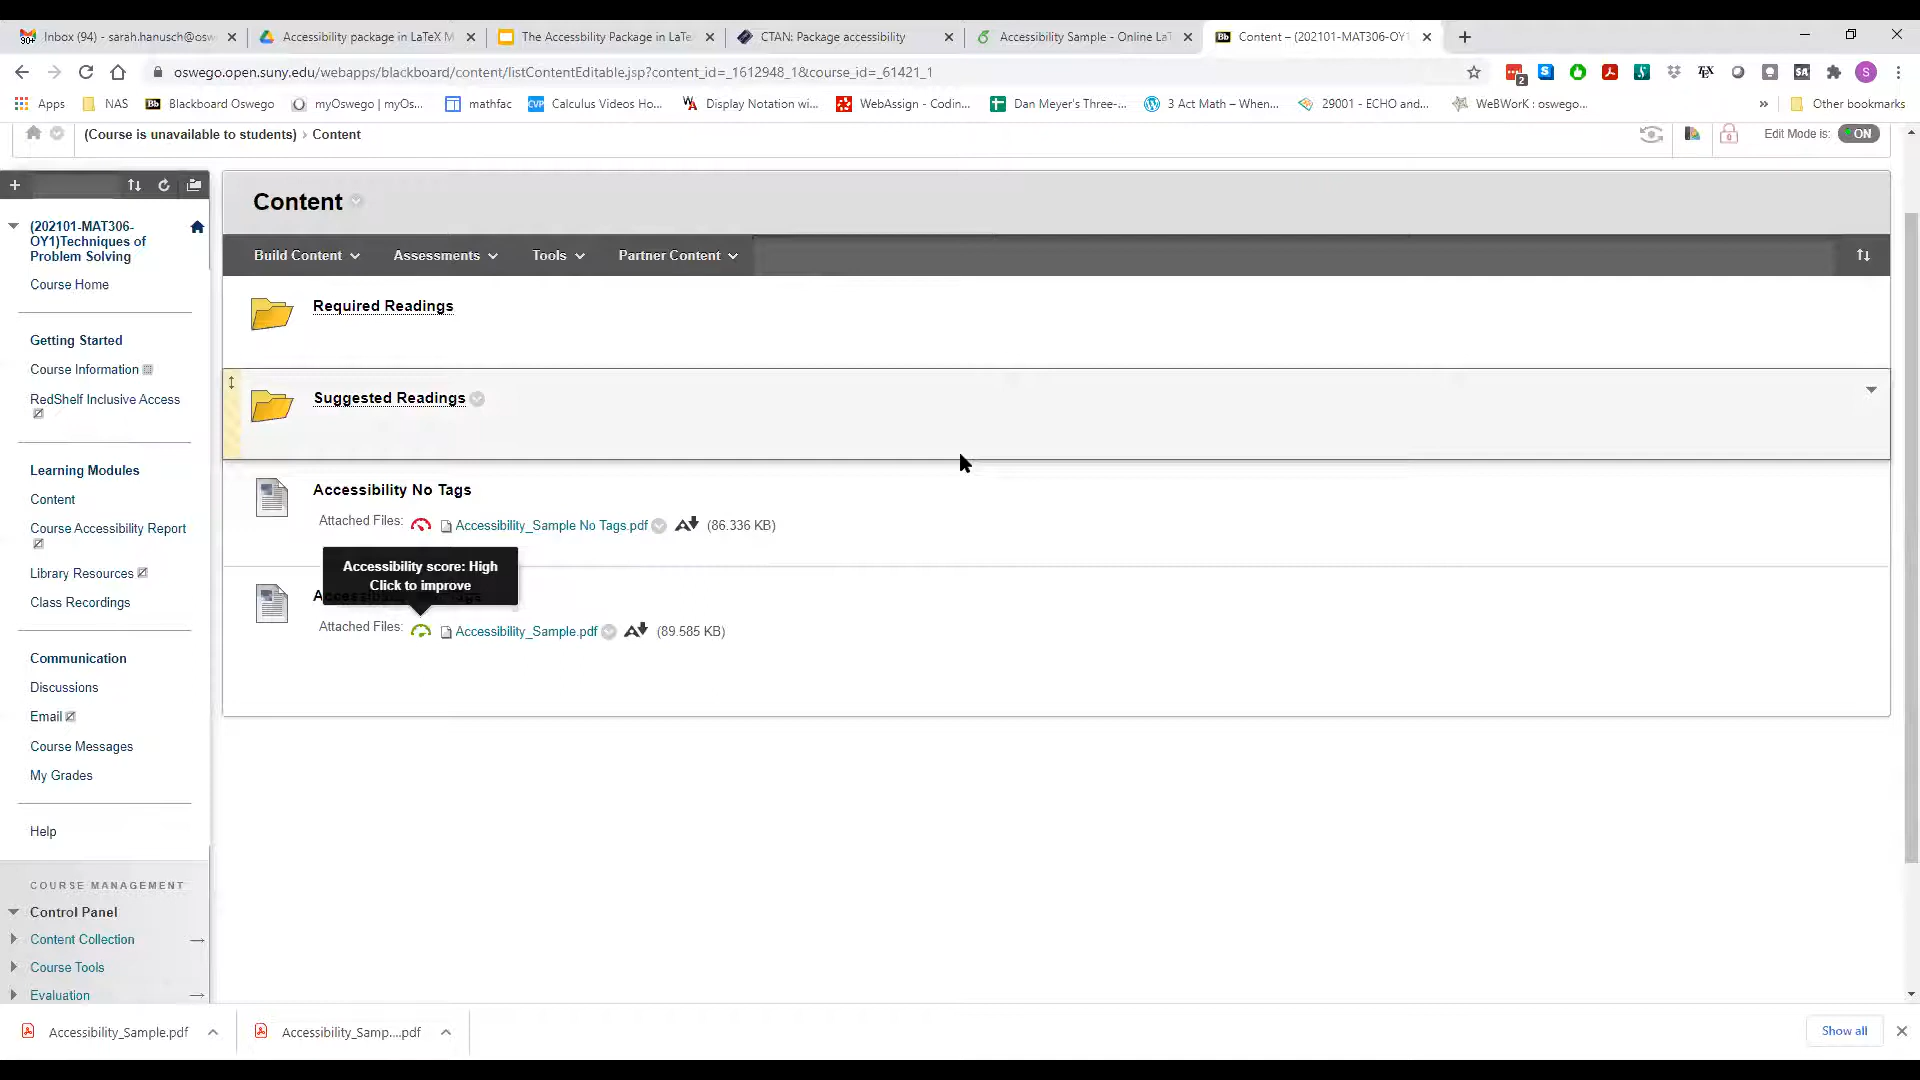 Inbox (94) - sarah.hanusch@osw
Accessibility package in LaTeX M
The Accessbility Package in LaTe
CTAN: Package accessibility
Accessibility Sample - Online LaT
Content – (202101-MAT306-OY1
oswego.open.suny.edu/webapps/blackboard/content/listContentEditable.jsp?content_id=_1612948_1&course_id=_61421_1
Apps
NAS
Blackboard Oswego
myOswego | myOs...
mathfac
Calculus Videos Ho...
Display Notation wi...
WebAssign - Codin...
Dan Meyer's Three-...
3 Act Math – When...
29001 - ECHO and...
WeBWorK : oswego...
Other bookmarks
(Course is unavailable to students) › Content
Edit Mode is: ON
(202101-MAT306-
OY1)Techniques of
Problem Solving
Course Home
Getting Started
Course Information
RedShelf Inclusive Access
Learning Modules
Content
Course Accessibility Report
Library Resources
Class Recordings
Communication
Discussions
Email
Course Messages
My Grades
Help
COURSE MANAGEMENT
Control Panel
Content Collection
Course Tools
Evaluation
Content
Build Content
Assessments
Tools
Partner Content
Required Readings
Suggested Readings
Accessibility No Tags
Attached Files: Accessibility_Sample No Tags.pdf (86.336 KB)
Accessibility score: High
Click to improve
Attached Files: Accessibility_Sample.pdf (89.585 KB)
Accessibility_Sample.pdf
Accessibility_Samp....pdf
Show all